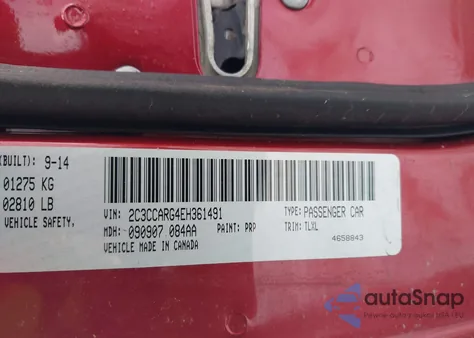 (BUILT): 9-14
01275 KG
02810 LB
VEHICLE SAFETY,
VIN: 2C3CCARG4EH361491
TYPE: PASSENGER CAR
MDH: 090907 084AA
PAINT: PRP
TRIM: TLXL
VEHICLE MADE IN CANADA
4658843
autoSnap